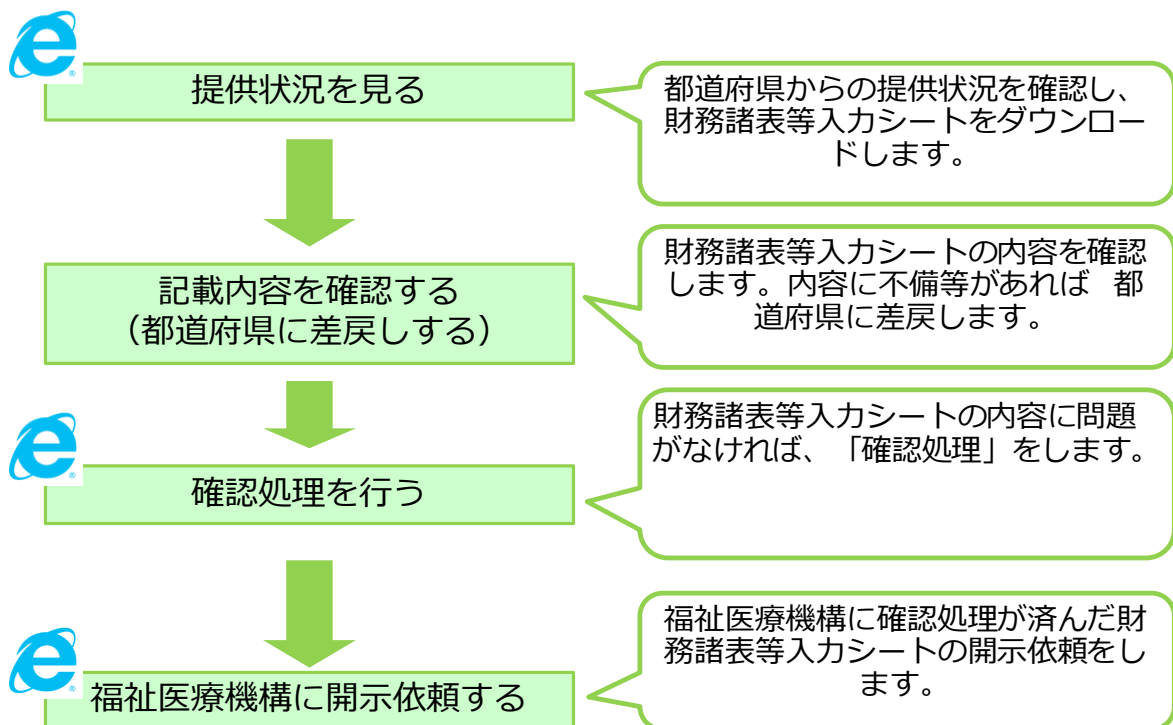 提供状況を見る
都道府県からの提供状況を確認し、
財務諸表等入力シートをダウンロー
ドします。
記載内容を確認する
（都道府県に差戻しする）
財務諸表等入力シートの内容を確認
します。内容に不備等があれば 都
道府県に差戻します。
確認処理を行う
財務諸表等入力シートの内容に問題
がなければ、「確認処理」をします。
福祉医療機構に開示依頼する
福祉医療機構に確認処理が済んだ財
務諸表等入力シートの開示依頼をし
ます。